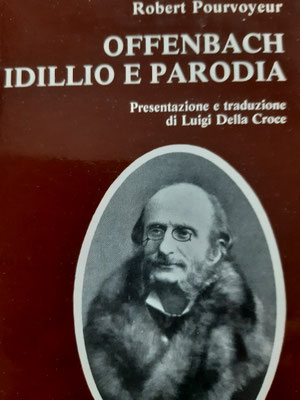 Robert Pourvoyeur
OFFENBACH
IDILLIO E PARODIA
Presentazione e traduzione
di Luigi Della Croce